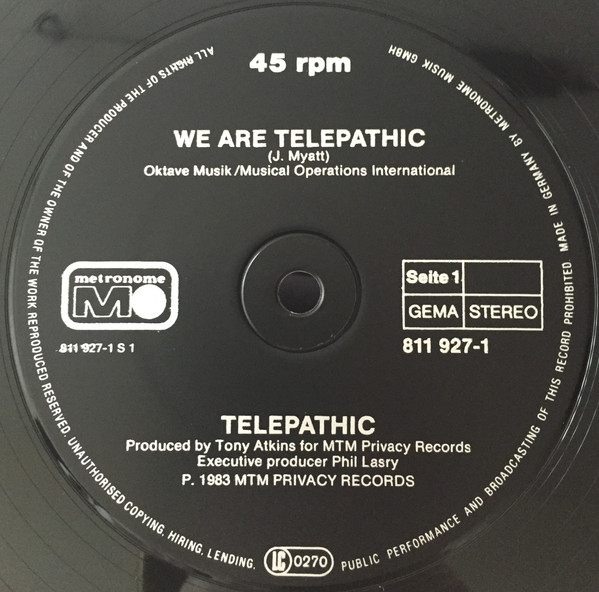 45 rpm
WE ARE TELEPATHIC
(J. Myatt)
Oktave Musik/Musical Operations International
metronome
M
811 927-1 S 1
Seite 1
GEMA STEREO
811 927-1
TELEPATHIC
Produced by Tony Atkins for MTM Privacy Records
Executive producer Phil Lasry
P. 1983 MTM PRIVACY RECORDS
ALL RIGHTS OF THE PRODUCER AND OF THE OWNER OF THE WORK REPRODUCED RESERVED. UNAUTHORISED COPYING, HIRING, LENDING, PUBLIC PERFORMANCE AND BROADCASTING OF THIS RECORD PROHIBITED MADE IN GERMANY BY METRONOME MUSIK GMBH
LC 0270